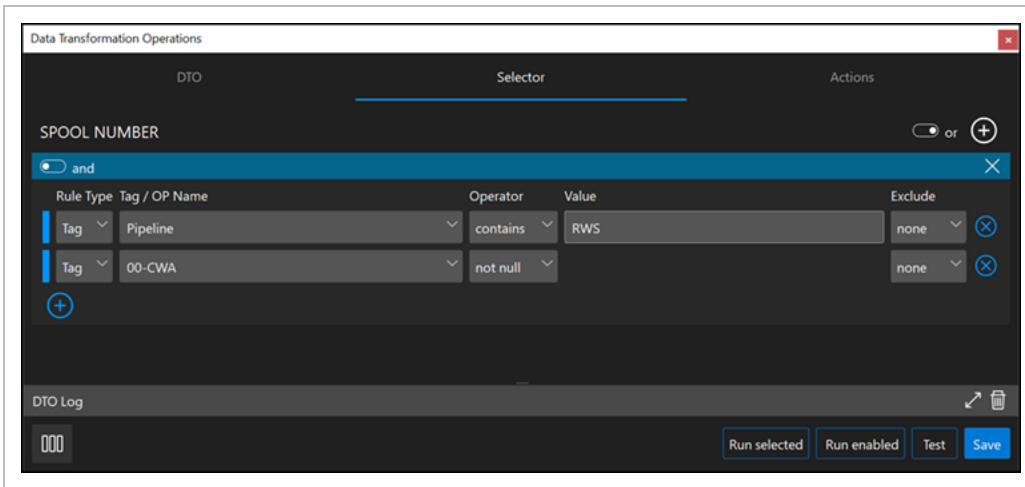 Data Transformation Operations
DTO Selector Actions
SPOOL NUMBER or
and
Rule Type Tag / OP Name Operator Value Exclude
Tag Pipeline contains RWS none
Tag 00-CWA not null none
DTO Log
Run selected Run enabled Test Save